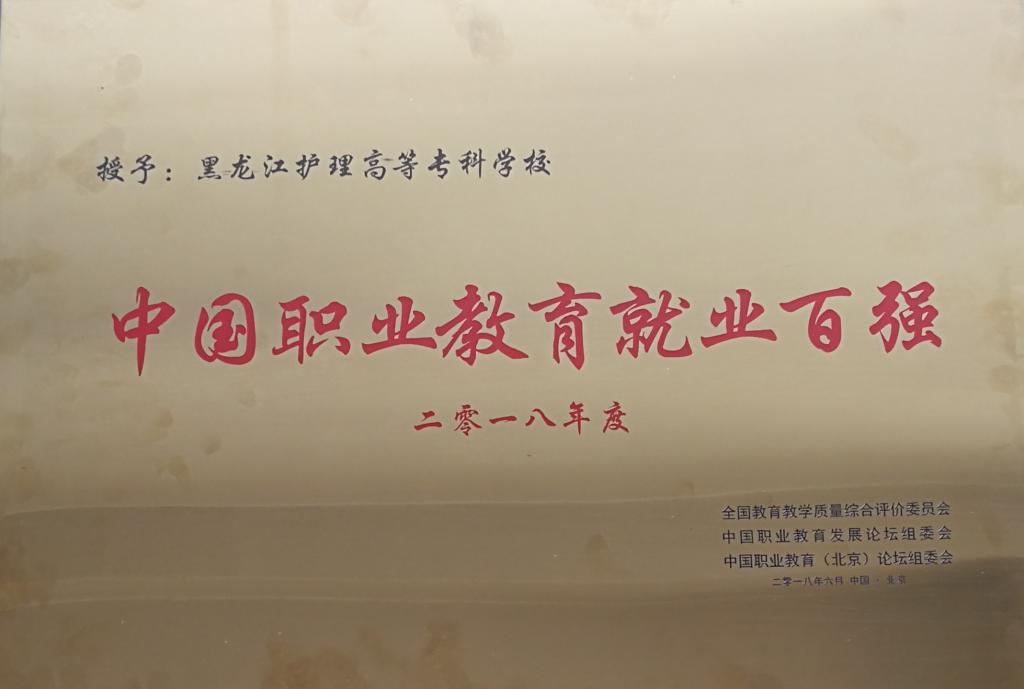 授予：黑龙江护理高等专科学校
中国职业教育就业百强
二零一八年度
全国教育教学质量综合评价委员会
中国职业教育发展论坛组委会
中国职业教育（北京）论坛组委会
二零一八年六月 中国·北京